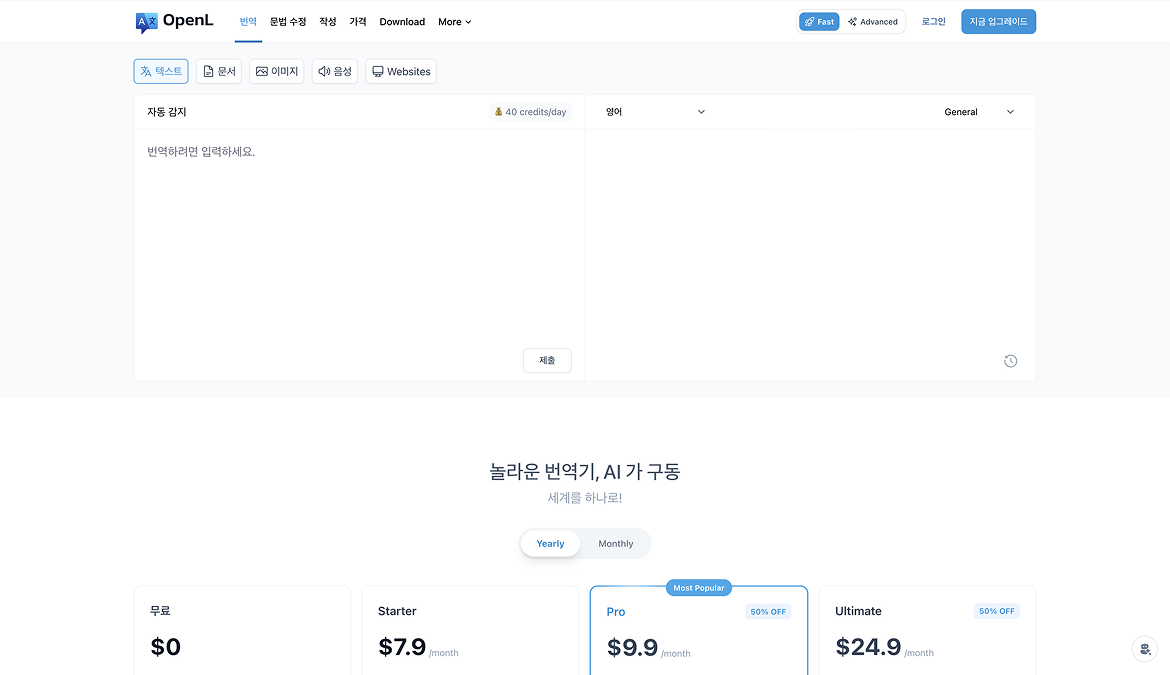 OpenL
번역 문법 수정 작성 가격 Download More
Fast Advanced 로그인 지금 업그레이드
텍스트 문서 이미지 음성 Websites
자동 감지 40 credits/day 영어 General
번역하려면 입력하세요.
제출
놀라운 번역기, AI 가 구동
세계를 하나로!
Yearly Monthly
Most Popular
무료 Starter Pro 50% OFF Ultimate 50% OFF
$0 $7.9 /month $9.9 /month $24.9 /month